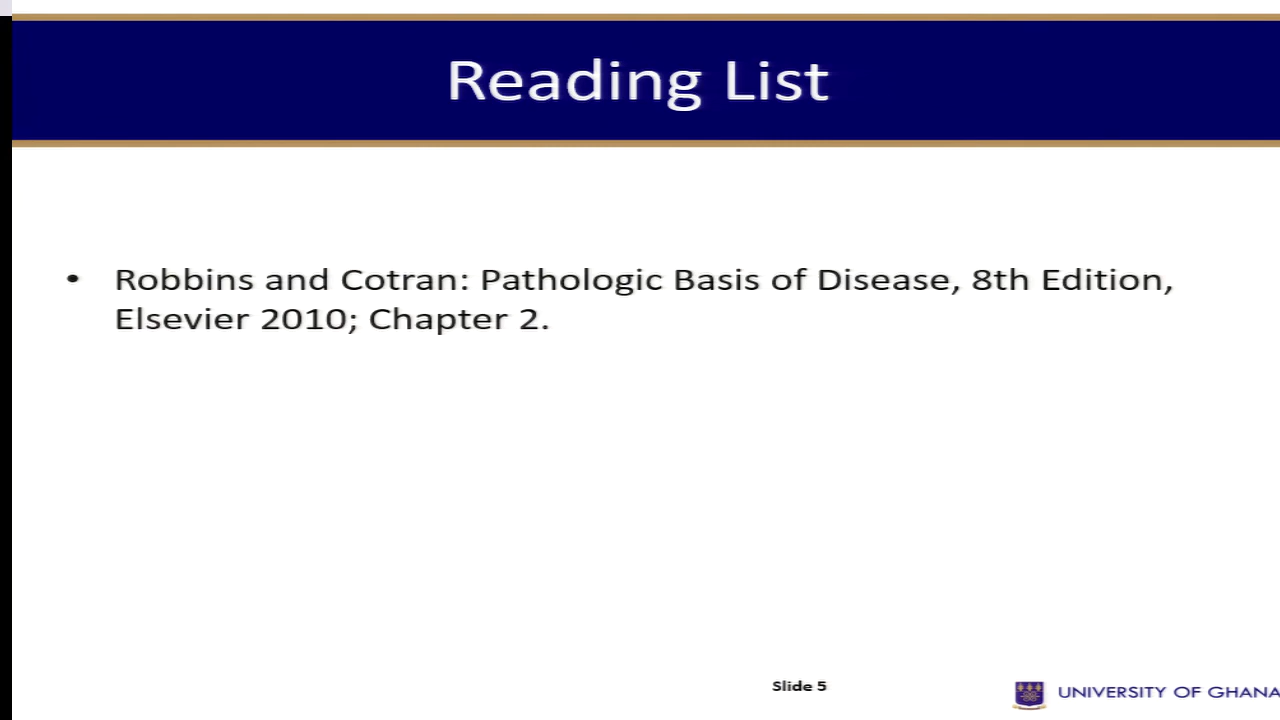 Reading List
• Robbins and Cotran: Pathologic Basis of Disease, 8th Edition,
Elsevier 2010; Chapter 2.
Slide 5
UNIVERSITY OF GHANA